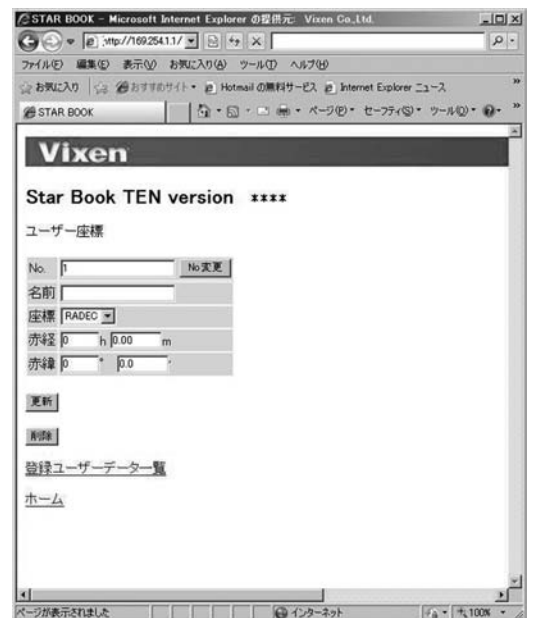 STAR BOOK - Microsoft Internet Explorer の提供元: Vixen Co.,Ltd.
http://169.254.1.1/
ファイル(F) 編集(E) 表示(V) お気に入り(A) ツール(T) ヘルプ(H)
お気に入り おすすめサイト Hotmail の無料サービス Internet Explorer ニュース
STAR BOOK ページ(P) セーフティ(S) ツール(O)
Vixen
Star Book TEN version ****
ユーザー座標
No. 1 No変更
名前
座標 RADEC
赤経 0 h 0.00 m
赤緯 0 ° 0.0 ′
更新
削除
登録ユーザーデータ一覧
ホーム
ページが表示されました インターネット 100%